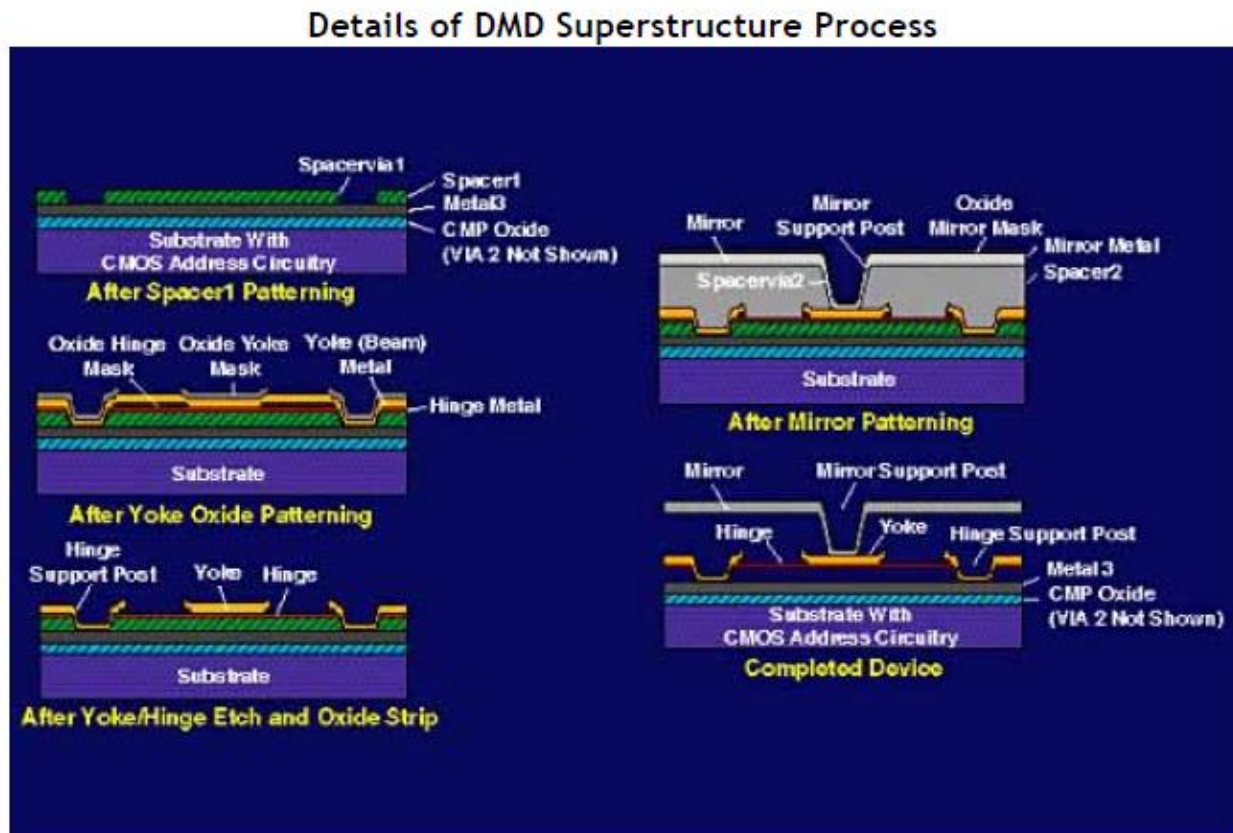 Details of DMD Superstructure Process
Spacervia1
Spacer1
Metal3
CMP Oxide
(VIA 2 Not Shown)
Substrate With
CMOS Address Circuitry
After Spacer1 Patterning
Oxide Hinge
Mask
Oxide Yoke
Mask
Yoke (Beam)
Metal
Hinge Metal
Substrate
After Yoke Oxide Patterning
Hinge
Support Post
Yoke
Hinge
Substrate
After Yoke/Hinge Etch and Oxide Strip
Mirror
Mirror
Support Post
Oxide
Mirror Mask
Mirror Metal
Spacer2
Spacervia2
Substrate
After Mirror Patterning
Mirror
Mirror Support Post
Hinge
Yoke
Hinge Support Post
Metal 3
CMP Oxide
(VIA 2 Not Shown)
Substrate With
CMOS Address Circuitry
Completed Device